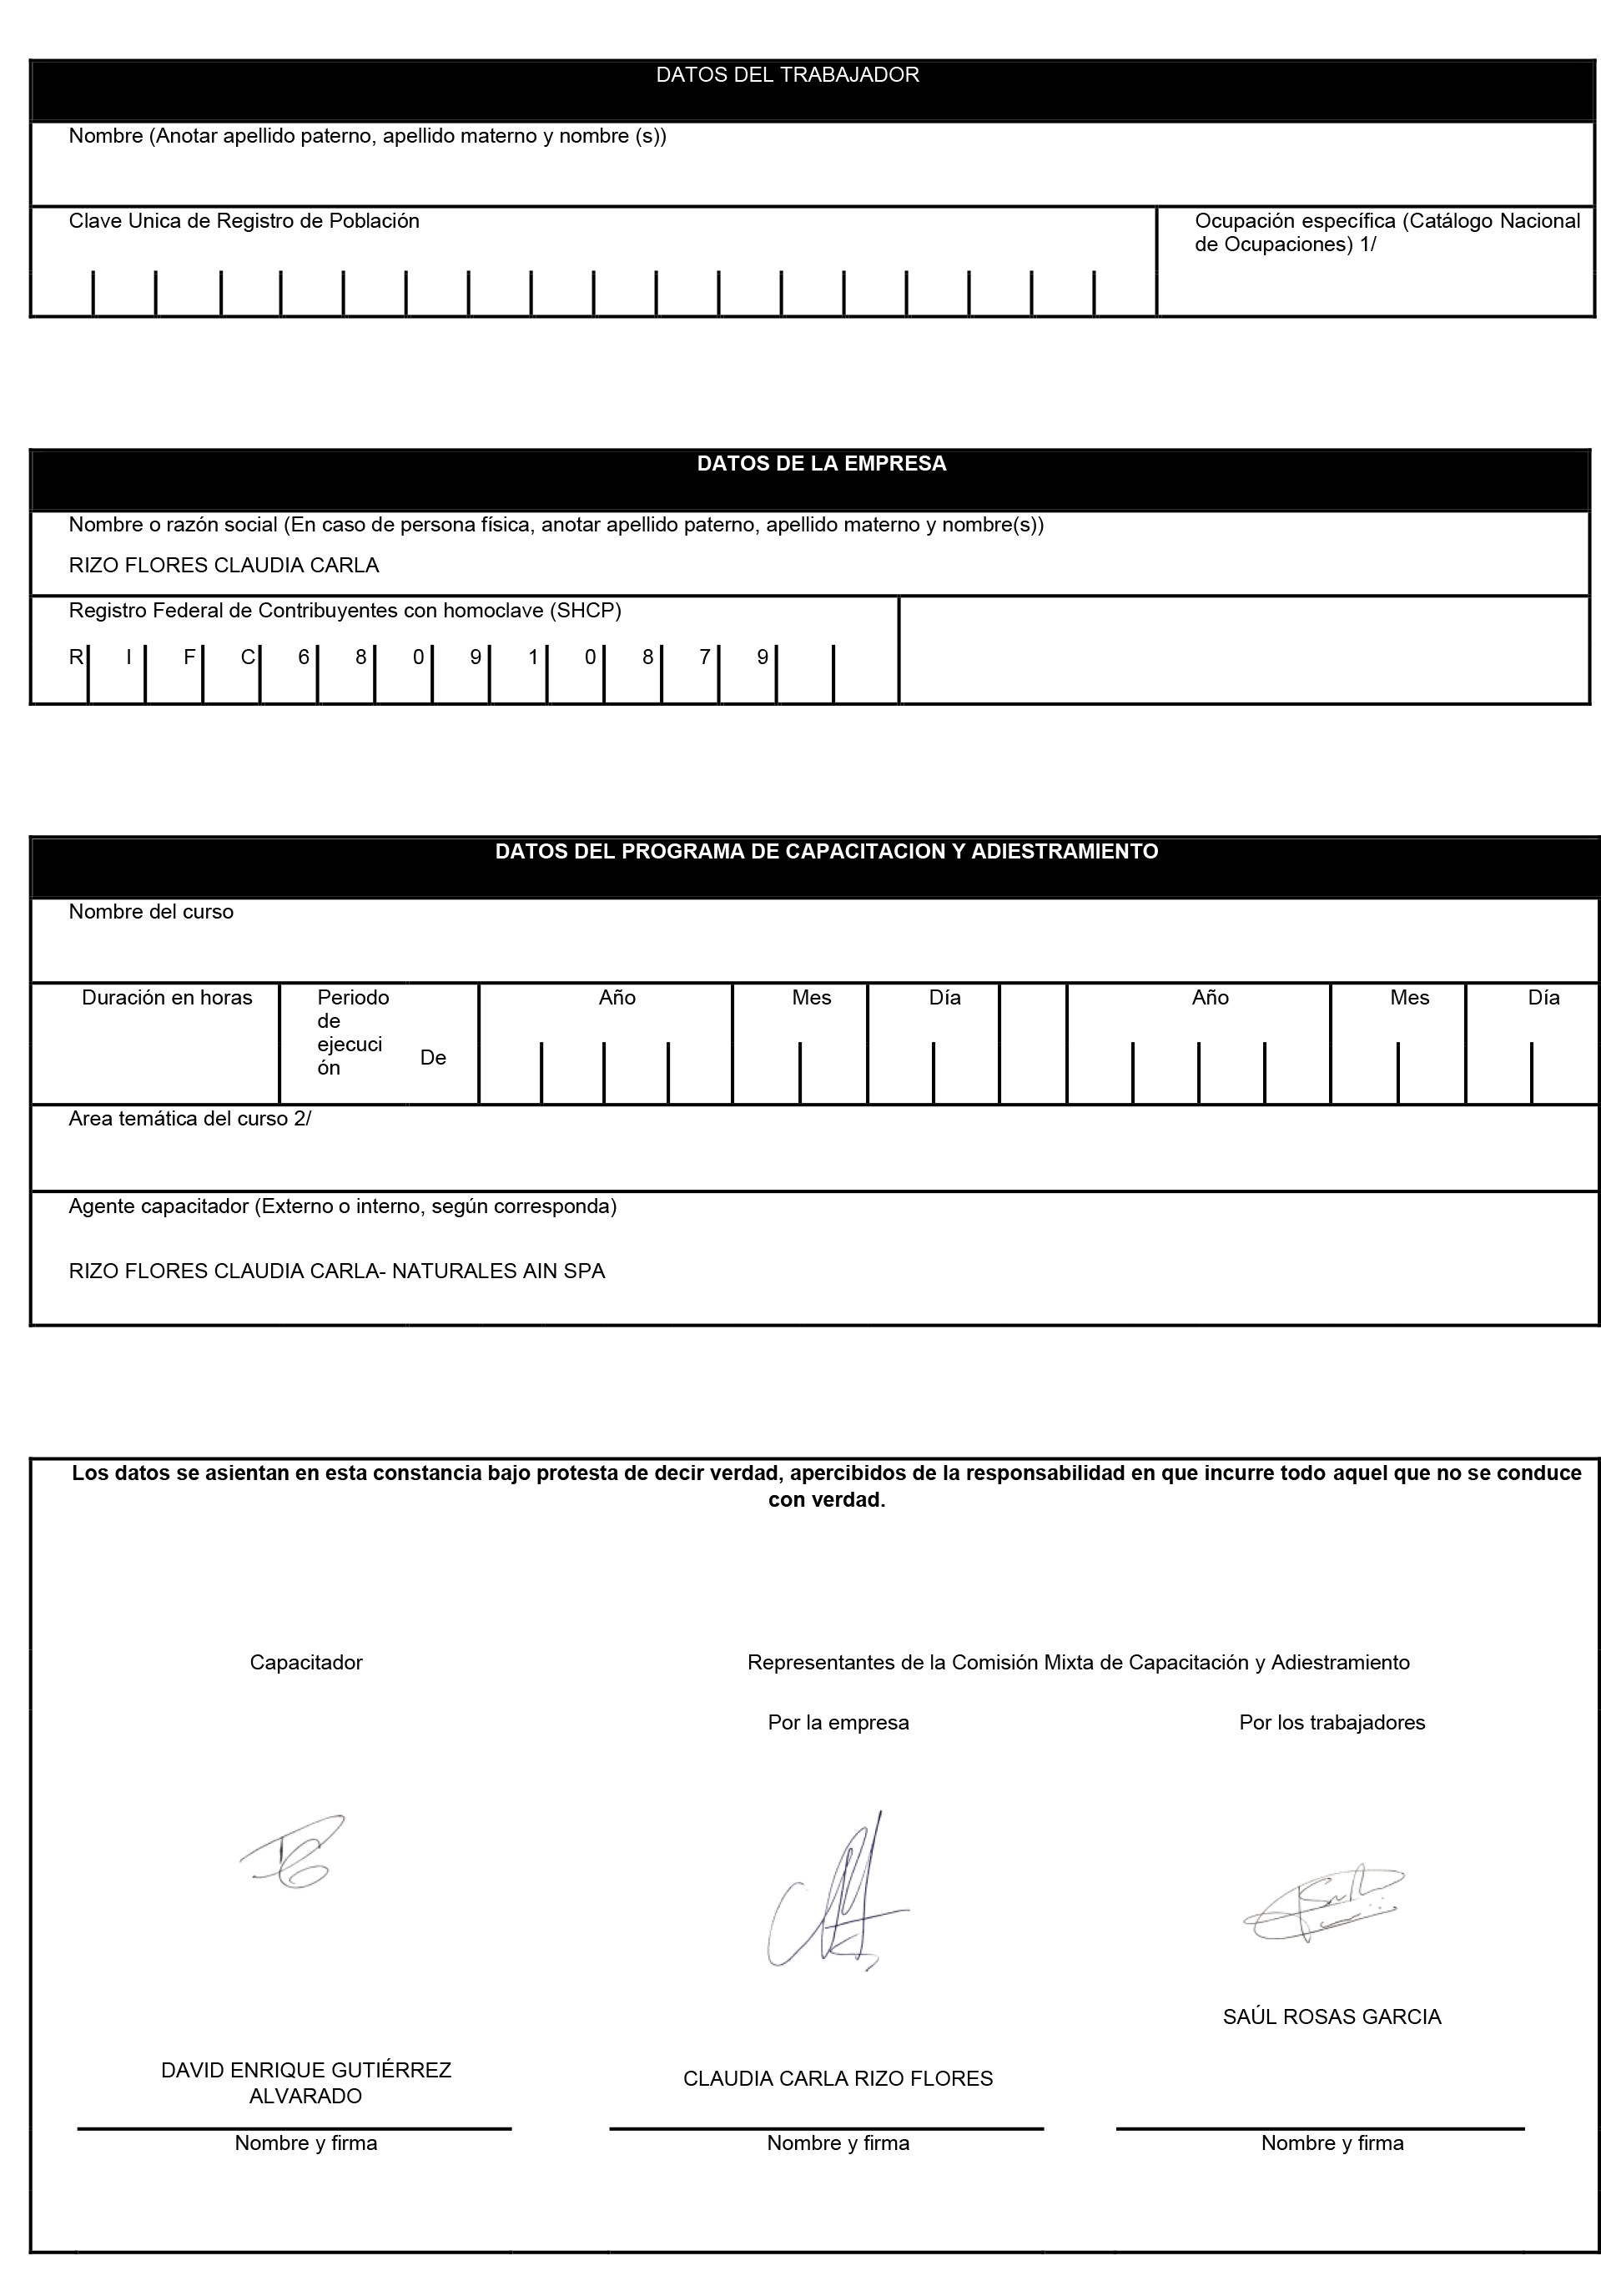 DATOS DEL TRABAJADOR
Nombre (Anotar apellido paterno, apellido materno y nombre (s))
Clave Unica de Registro de Población
Ocupación específica (Catálogo Nacional
de Ocupaciones) 1/
DATOS DE LA EMPRESA
Nombre o razón social (En caso de persona física, anotar apellido paterno, apellido materno y nombre(s))
RIZO FLORES CLAUDIA CARLA
Registro Federal de Contribuyentes con homoclave (SHCP)
R I F C 6 8 0 9 1 0 8 7 9
DATOS DEL PROGRAMA DE CAPACITACION Y ADIESTRAMIENTO
Nombre del curso
Duración en horas
Periodo
de
ejecuci
ón
De
Año Mes Día Año Mes Día
Area temática del curso 2/
Agente capacitador (Externo o interno, según corresponda)
RIZO FLORES CLAUDIA CARLA- NATURALES AIN SPA
Los datos se asientan en esta constancia bajo protesta de decir verdad, apercibidos de la responsabilidad en que incurre todo aquel que no se conduce
con verdad.
Capacitador
Representantes de la Comisión Mixta de Capacitación y Adiestramiento
Por la empresa
Por los trabajadores
SAÚL ROSAS GARCIA
DAVID ENRIQUE GUTIÉRREZ
ALVARADO
CLAUDIA CARLA RIZO FLORES
Nombre y firma
Nombre y firma
Nombre y firma